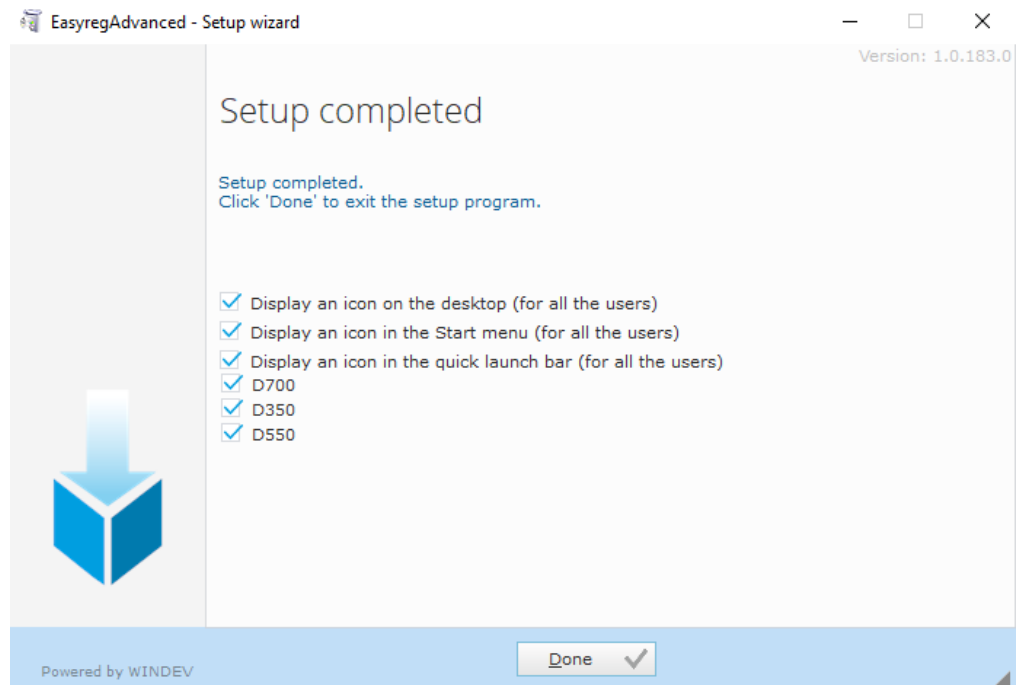 EasyregAdvanced - Setup wizard
Version: 1.0.183.0
Setup completed
Setup completed.
Click 'Done' to exit the setup program.
Display an icon on the desktop (for all the users)
Display an icon in the Start menu (for all the users)
Display an icon in the quick launch bar (for all the users)
D700
D350
D550
Done
Powered by WINDEV